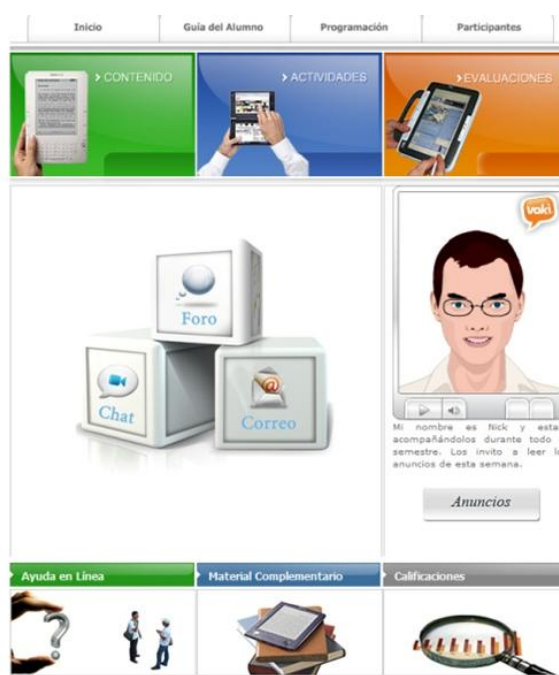 Inicio
Guía del Alumno
Programación
Participantes
CONTENIDO
ACTIVIDADES
EVALUACIONES
voki
Foro
Chat
Correo
Mi nombre es Nick y esta
acompañándolos durante todo
semestre. Los invito a leer l
anuncios de esta semana.
Anuncios
Ayuda en Línea
Material Complementario
Calificaciones